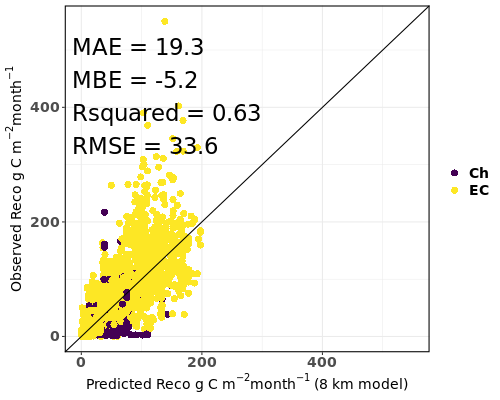 MAE = 19.3
MBE = -5.2
Rsquared = 0.63
RMSE = 33.6
Observed Reco g C m⁻²month⁻¹
400
200
0
0 200 400
Predicted Reco g C m⁻²month⁻¹ (8 km model)
Ch
EC